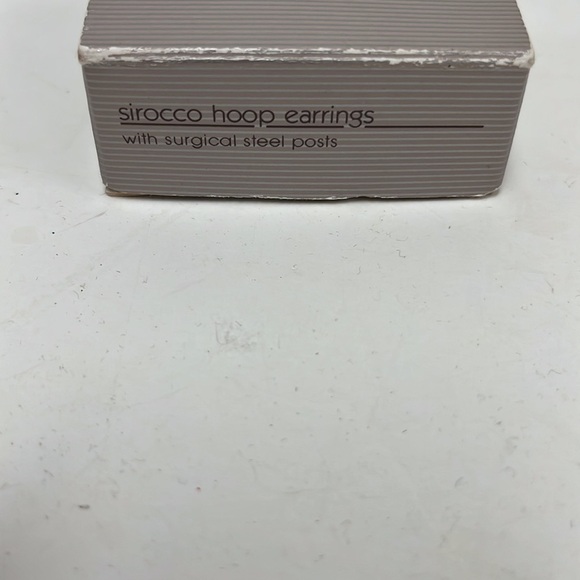 sirocco hoop earrings
with surgical steel posts